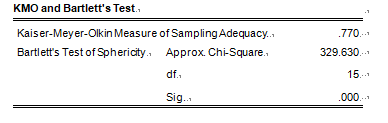 KMO and Bartlett's Test
Kaiser-Meyer-Olkin Measure of Sampling Adequacy. .770
Bartlett's Test of Sphericity Approx. Chi-Square 329.630
df 15
Sig. .000